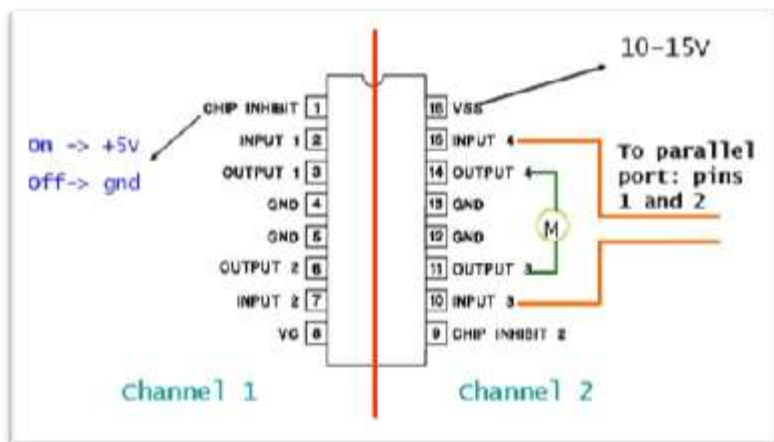 10-15V
CHIP INHIBIT 1
INPUT 1 2
OUTPUT 1 3
GND 4
GND 5
OUTPUT 2 6
INPUT 2 7
VC 8
16 VSS
15 INPUT 4
14 OUTPUT 4
13 GND
12 GND
11 OUTPUT 3
10 INPUT 3
9 CHIP INHIBIT 2
On -> +5v
Off-> gnd
M
To parallel
port: pins
1 and 2
Channel 1
Channel 2